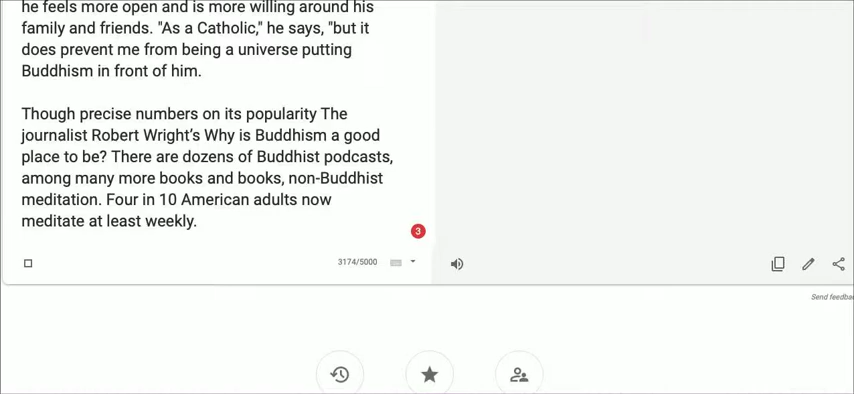 he feels more open and is more willing around his
family and friends. "As a Catholic," he says, "but it
does prevent me from being a universe putting
Buddhism in front of him.
Though precise numbers on its popularity The
journalist Robert Wright's Why is Buddhism a good
place to be? There are dozens of Buddhist podcasts,
among many more books and books, non-Buddhist
meditation. Four in 10 American adults now
meditate at least weekly.
3
3174/5000
Send feedba